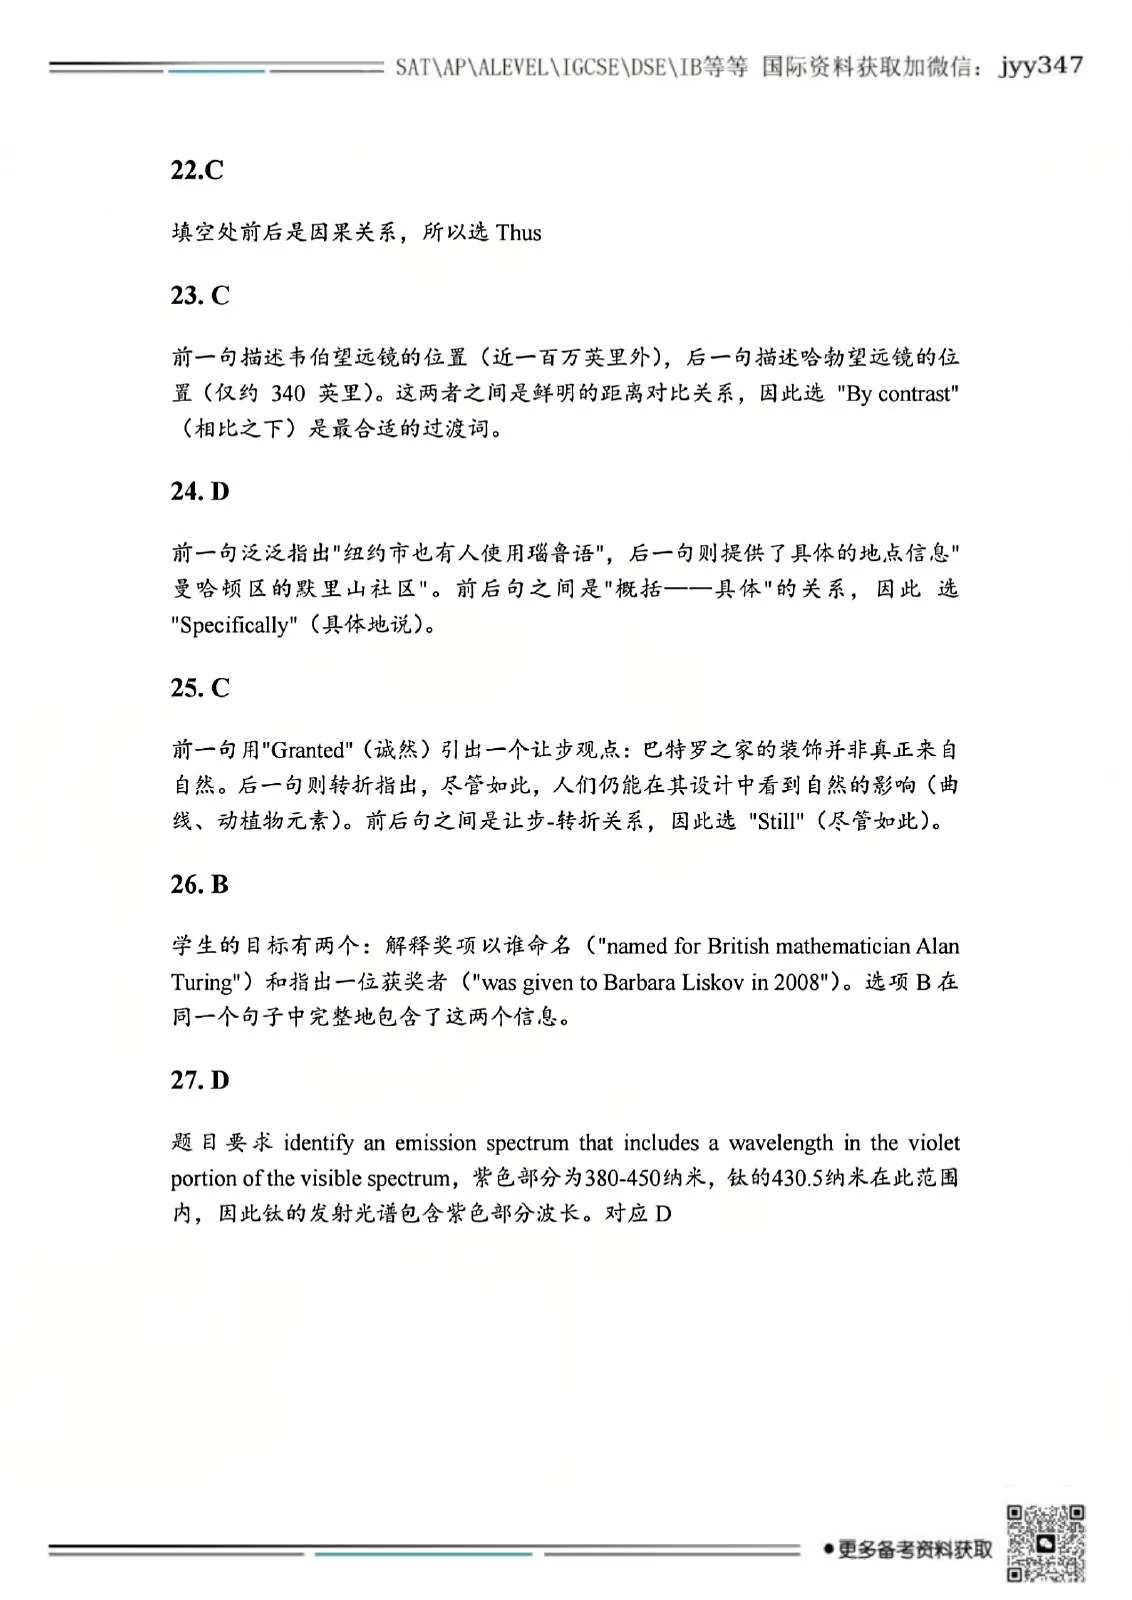 SAT\AP\ALEVEL\IGCSE\DSE\IB等等 国际资料获取加微信：jyy347
22.C
填空处前后是因果关系，所以选 Thus
23. C
前一句描述韦伯望远镜的位置（近一百万英里外），后一句描述哈勃望远镜的位
置（仅约 340 英里）。这两者之间是鲜明的距离对比关系，因此选 "By contrast"
（相比之下）是最合适的过渡词。
24. D
前一句泛泛指出"纽约市也有人使用瑙鲁语"，后一句则提供了具体的地点信息"
曼哈顿区的默里山社区"。前后句之间是"概括——具体"的关系，因此 选
"Specifically"（具体地说）。
25. C
前一句用"Granted"（诚然）引出一个让步观点：巴特罗之家的装饰并非真正来自
自然。后一句则转折指出，尽管如此，人们仍能在其设计中看到自然的影响（曲
线、动植物元素）。前后句之间是让步-转折关系，因此选 "Still"（尽管如此）。
26. B
学生的目标有两个：解释奖项以谁命名（"named for British mathematician Alan
Turing"）和指出一位获奖者（"was given to Barbara Liskov in 2008"）。选项 B 在
同一个句子中完整地包含了这两个信息。
27. D
题目要求 identify an emission spectrum that includes a wavelength in the violet
portion of the visible spectrum，紫色部分为380-450纳米，钛的430.5纳米在此范围
内，因此钛的发射光谱包含紫色部分波长。对应 D
●更多备考资料获取